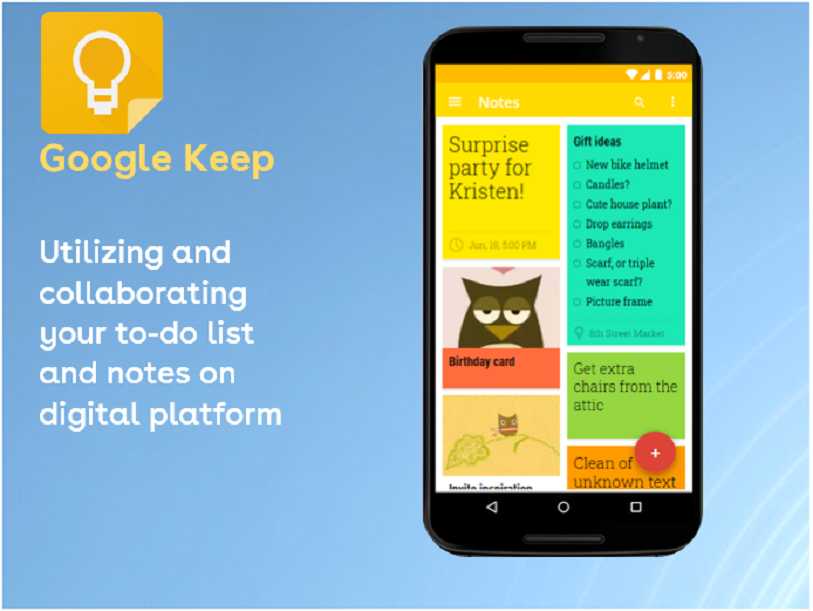 Google Keep
Utilizing and
collaborating
your to-do list
and notes on
digital platform
5:00
Notes
Surprise
party for
Kristen!
Jun, 19, 5:00 PM
Birthday card
Invite inspiration
Gift ideas
New bike helmet
Candles?
Cute house plant?
Drop earrings
Bangles
Scarf, or triple
wear scarf?
Picture frame
8th Street Market
Get extra
chairs from the
attic
+
Clean of
unknown text